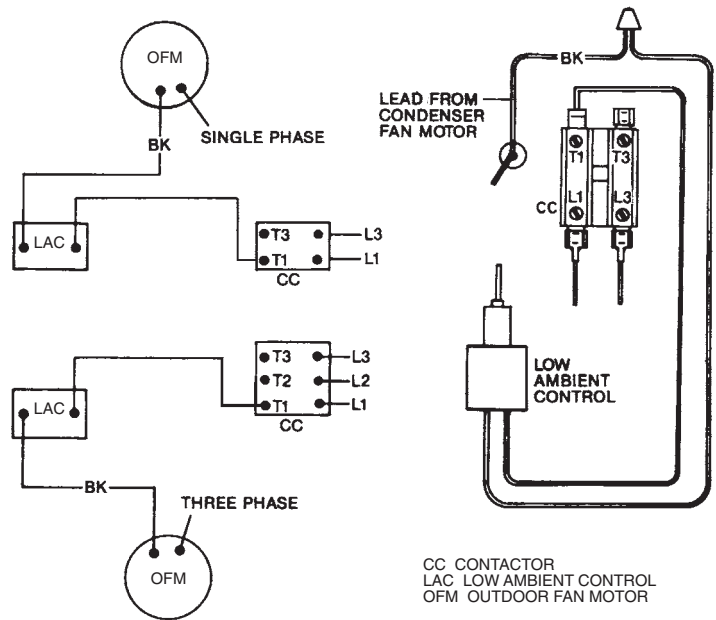 OFM
SINGLE PHASE
BK
LAC
T3
L3
T1
L1
CC
T3
L3
T2
L2
T1
L1
CC
LAC
BK
THREE PHASE
OFM
BK
LEAD FROM
CONDENSER
FAN MOTOR
T1
T3
L1
L3
CC
LOW
AMBIENT
CONTROL
CC CONTACTOR
LAC LOW AMBIENT CONTROL
OFM OUTDOOR FAN MOTOR